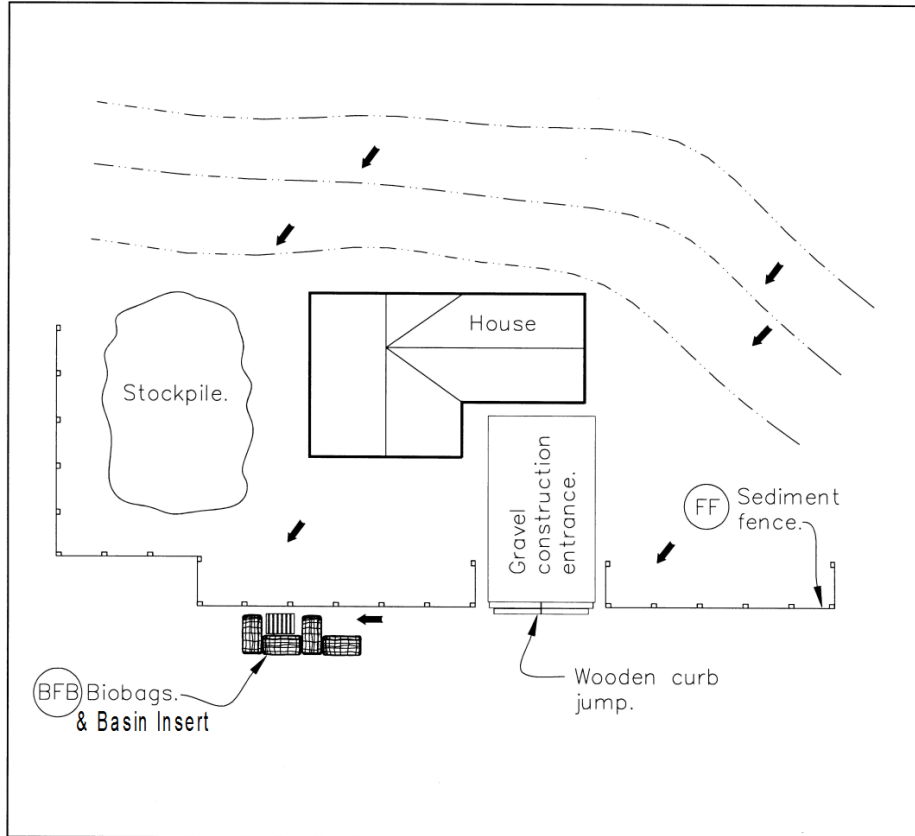 House
Stockpile.
Gravel
construction
entrance.
FF Sediment
fence.
BFB Biobags.
& Basin Insert
Wooden curb
jump.